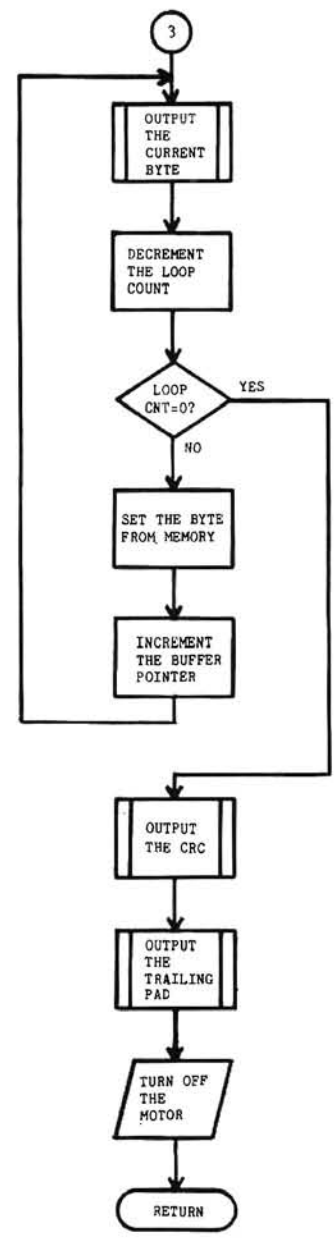 3
OUTPUT
THE
CURRENT
BYTE
DECREMENT
THE LOOP
COUNT
LOOP
CNT=0?
YES
NO
SET THE BYTE
FROM MEMORY
INCREMENT
THE BUFFER
POINTER
OUTPUT
THE CRC
OUTPUT
THE
TRAILING
PAD
TURN OFF
THE
MOTOR
RETURN